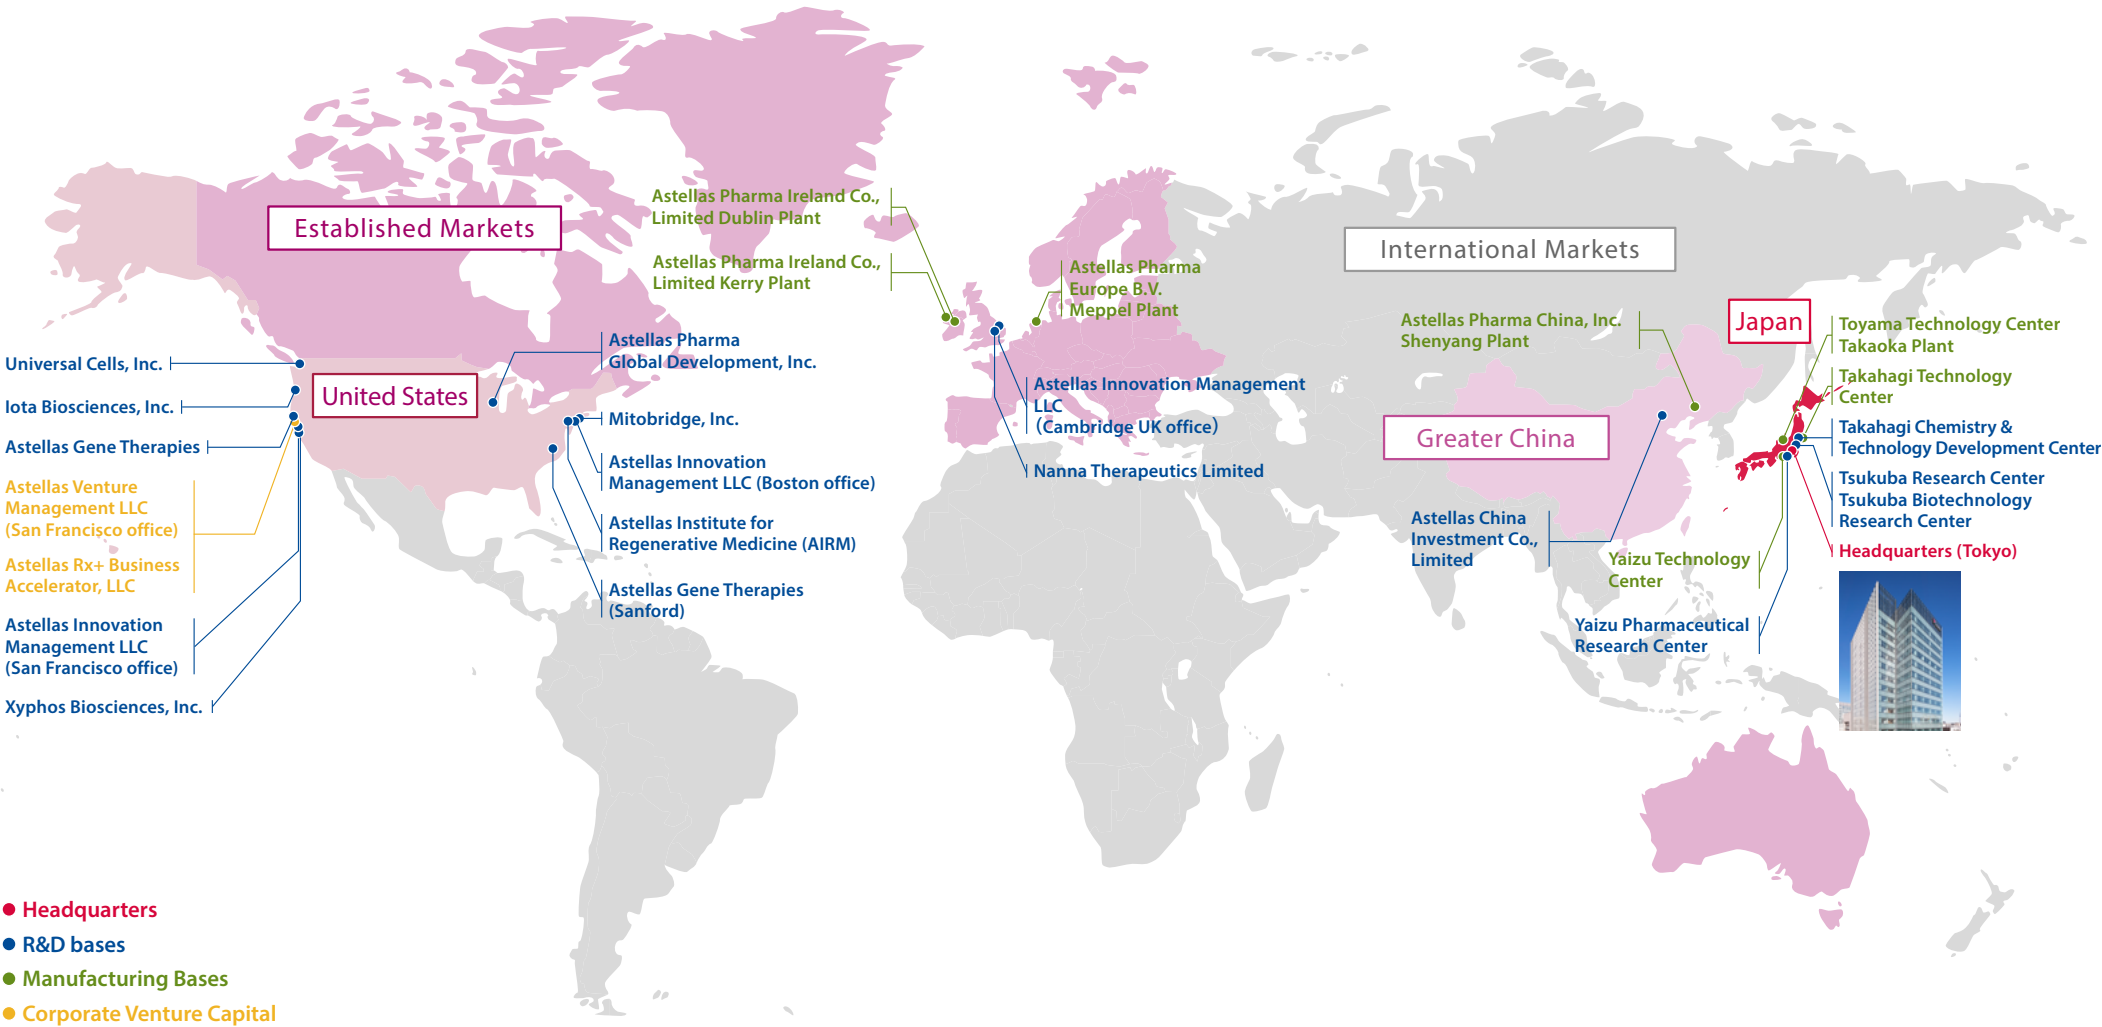 Established Markets
United States
International Markets
Greater China
Japan
Universal Cells, Inc.
Iota Biosciences, Inc.
Astellas Gene Therapies
Astellas Venture
Management LLC
(San Francisco office)
Astellas Rx+ Business
Accelerator, LLC
Astellas Innovation
Management LLC
(San Francisco office)
Xyphos Biosciences, Inc.
Astellas Pharma
Global Development, Inc.
Mitobridge, Inc.
Astellas Innovation
Management LLC (Boston office)
Astellas Institute for
Regenerative Medicine (AIRM)
Astellas Gene Therapies
(Sanford)
Astellas Pharma Ireland Co.,
Limited Dublin Plant
Astellas Pharma Ireland Co.,
Limited Kerry Plant
Astellas Pharma
Europe B.V.
Meppel Plant
Astellas Innovation Management
LLC
(Cambridge UK office)
Nanna Therapeutics Limited
Astellas Pharma China, Inc.
Shenyang Plant
Astellas China
Investment Co.,
Limited
Yaizu Technology
Center
Yaizu Pharmaceutical
Research Center
Toyama Technology Center
Takaoka Plant
Takahagi Technology
Center
Takahagi Chemistry &
Technology Development Center
Tsukuba Research Center
Tsukuba Biotechnology
Research Center
Headquarters (Tokyo)
Headquarters
R&D bases
Manufacturing Bases
Corporate Venture Capital